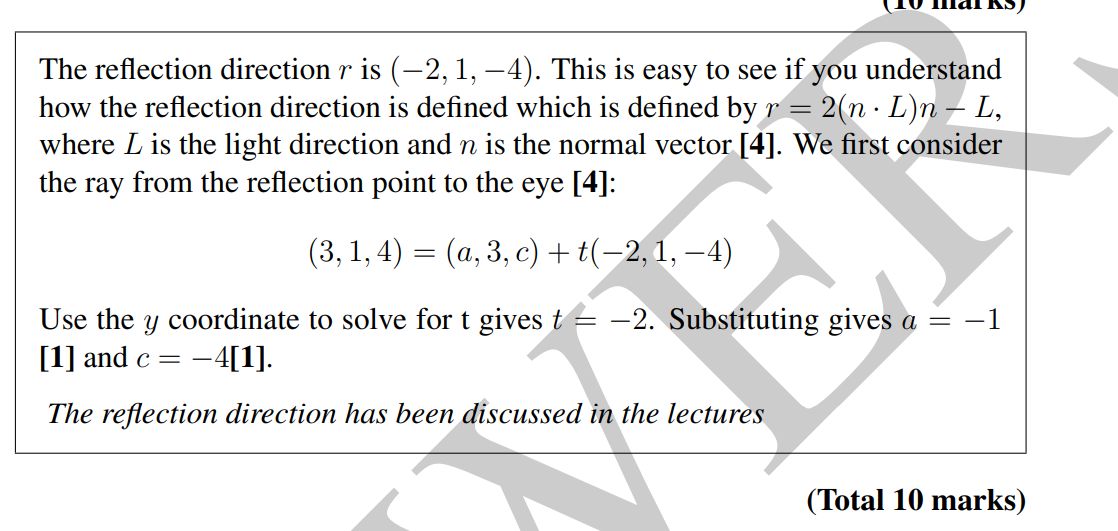 (10 marks)
The reflection direction r is (−2, 1, −4). This is easy to see if you understand
how the reflection direction is defined which is defined by r = 2(n · L)n − L,
where L is the light direction and n is the normal vector [4]. We first consider
the ray from the reflection point to the eye [4]:
(3, 1, 4) = (a, 3, c) + t(−2, 1, −4)
Use the y coordinate to solve for t gives t = −2. Substituting gives a = −1
[1] and c = −4[1].
The reflection direction has been discussed in the lectures
(Total 10 marks)